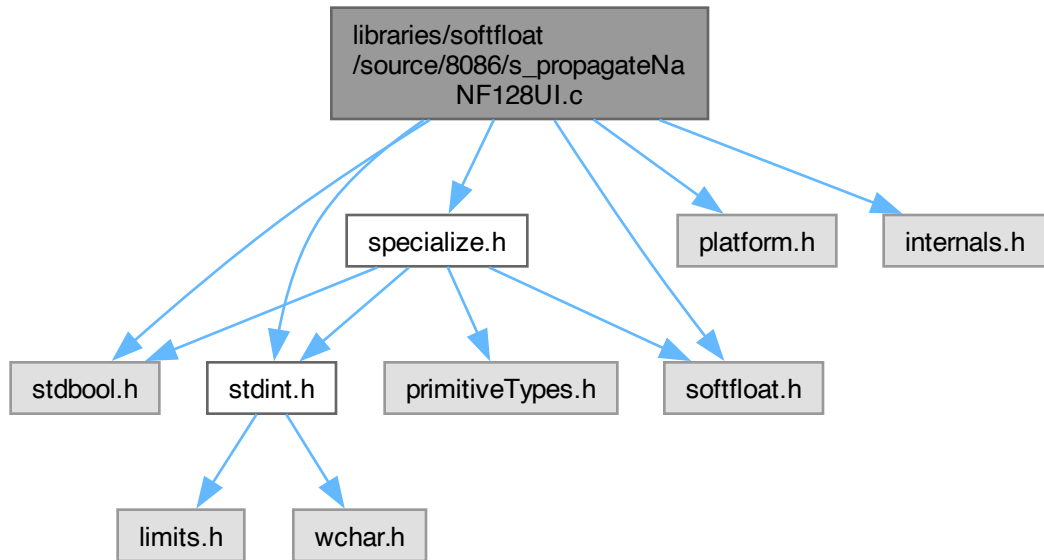 libraries/softfloat
/source/8086/s_propagateNa
NF128UI.c
specialize.h
platform.h
internals.h
stdbool.h
stdint.h
primitiveTypes.h
softfloat.h
limits.h
wchar.h